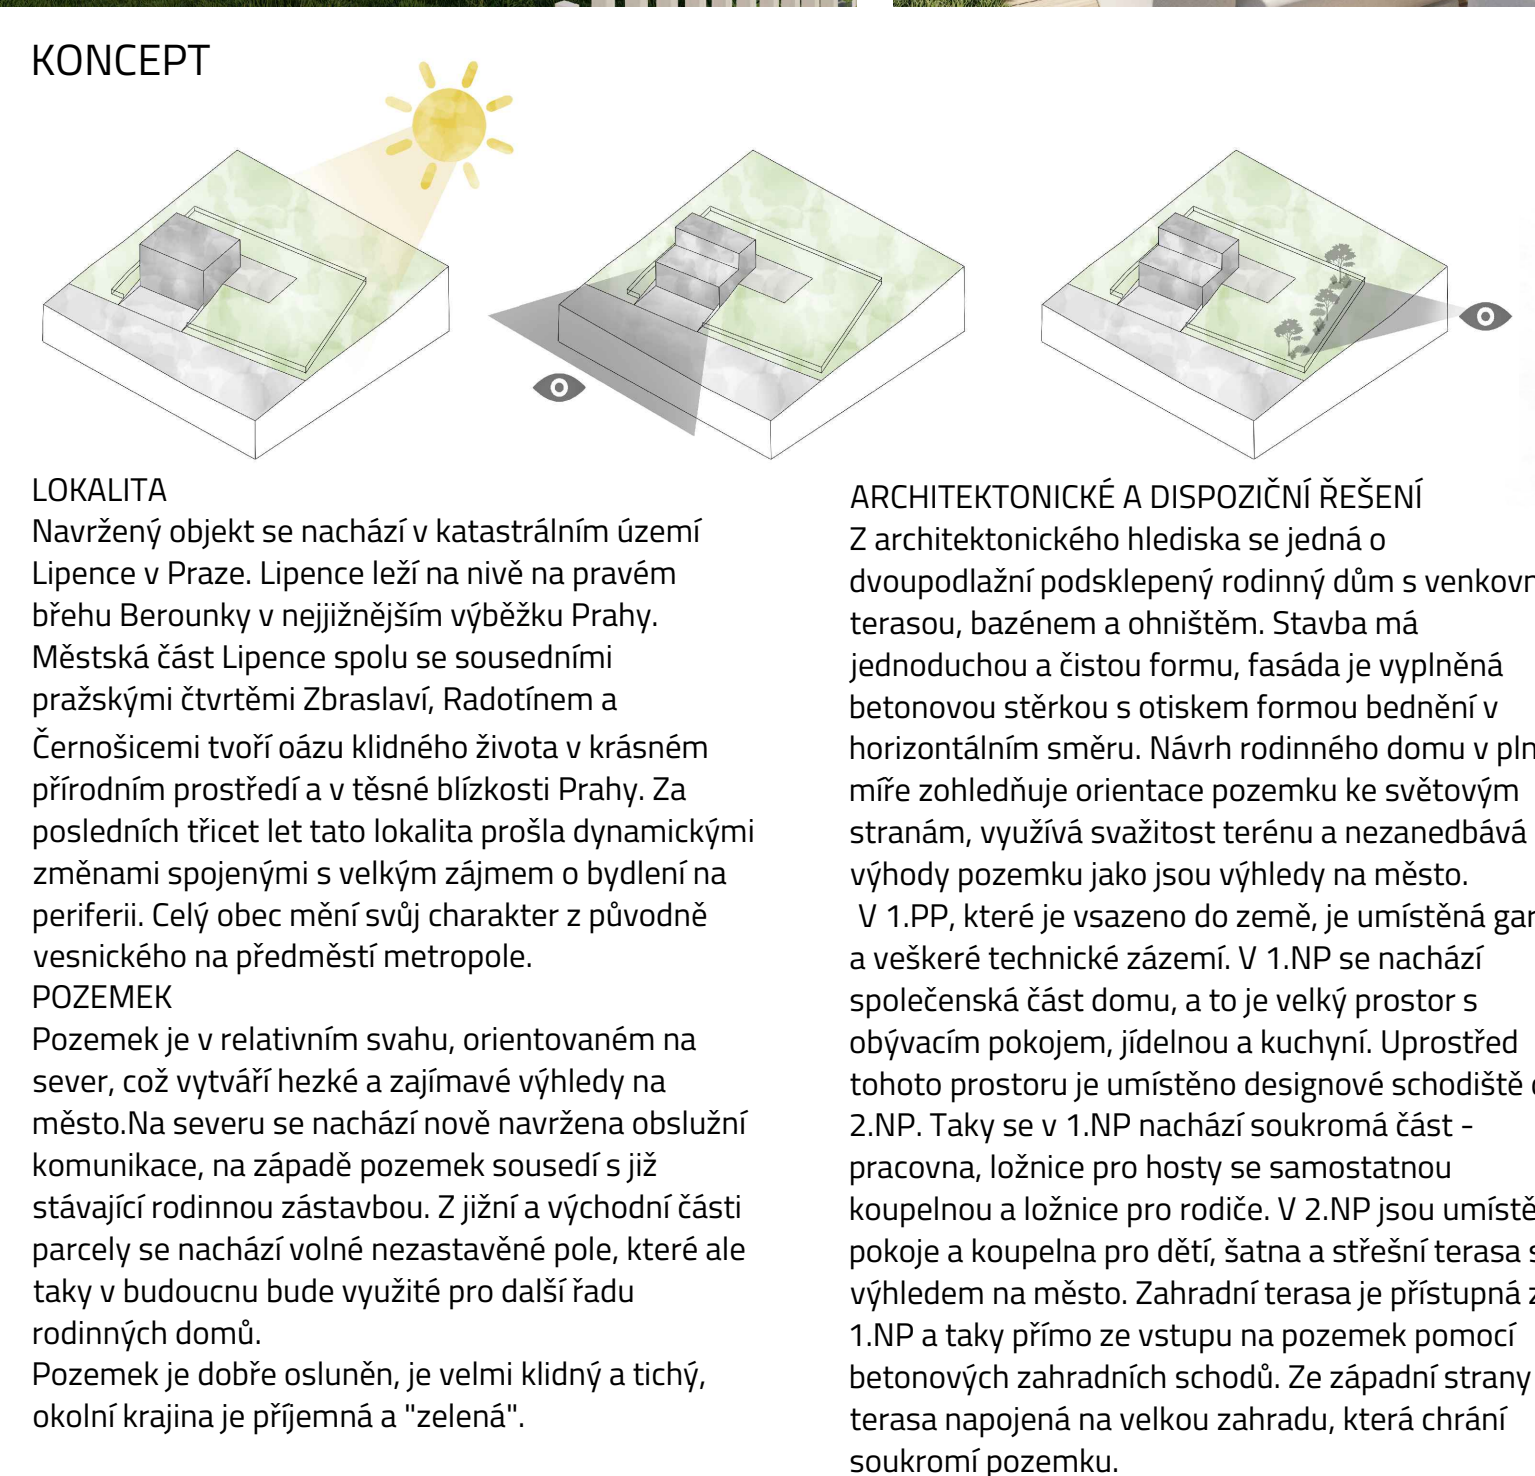 KONCEPT
LOKALITA
Navržený objekt se nachází v katastrálním území
Lipence v Praze. Lipence leží na nivě na pravém
břehu Berounky v nejjižnějším výběžku Prahy.
Městská část Lipence spolu se sousedními
pražskými čtvrtěmi Zbraslaví, Radotínem a
Černošicemi tvoří oázu klidného života v krásném
přírodním prostředí a v těsné blízkosti Prahy. Za
posledních třicet let tato lokalita prošla dynamickými
změnami spojenými s velkým zájmem o bydlení na
periferii. Celý obec mění svůj charakter z původně
vesnického na předměstí metropole.
POZEMEK
Pozemek je v relativním svahu, orientovaném na
sever, což vytváří hezké a zajímavé výhledy na
město.Na severu se nachází nově navržena obslužní
komunikace, na západě pozemek sousedí s již
stávající rodinnou zástavbou. Z jižní a východní části
parcely se nachází volné nezastavěné pole, které ale
taky v budoucnu bude využité pro další řadu
rodinných domů.
Pozemek je dobře osluněn, je velmi klidný a tichý,
okolní krajina je příjemná a "zelená".
ARCHITEKTONICKÉ A DISPOZIČNÍ ŘEŠENÍ
Z architektonického hlediska se jedná o
dvoupodlažní podsklepený rodinný dům s
terasou, bazénem a ohništěm. Stavba má
jednoduchou a čistou formu, fasáda je vyplněná
betonovou stěrkou s otiskem formou bednění v
horizontálním směru. Návrh rodinného domu v
míře zohledňuje orientace pozemku ke světovým
stranám, využívá svažitost terénu a nezanedbává
výhody pozemku jako jsou výhledy na město.
V 1.PP, které je vsazeno do země, je umístěná
a veškeré technické zázemí. V 1.NP se nachází
společenská část domu, a to je velký prostor s
obývacím pokojem, jídelnou a kuchyní. Uprostřed
tohoto prostoru je umístěno designové schodiště
2.NP. Taky se v 1.NP nachází soukromá část -
pracovna, ložnice pro hosty se samostatnou
koupelnou a ložnice pro rodiče. V 2.NP jsou
pokoje a koupelna pro dětí, šatna a střešní terasa
výhledem na město. Zahradní terasa je přístupná
1.NP a taky přímo ze vstupu na pozemek pomocí
betonových zahradních schodů. Ze západní strany
terasa napojená na velkou zahradu, která chrání
soukromí pozemku.